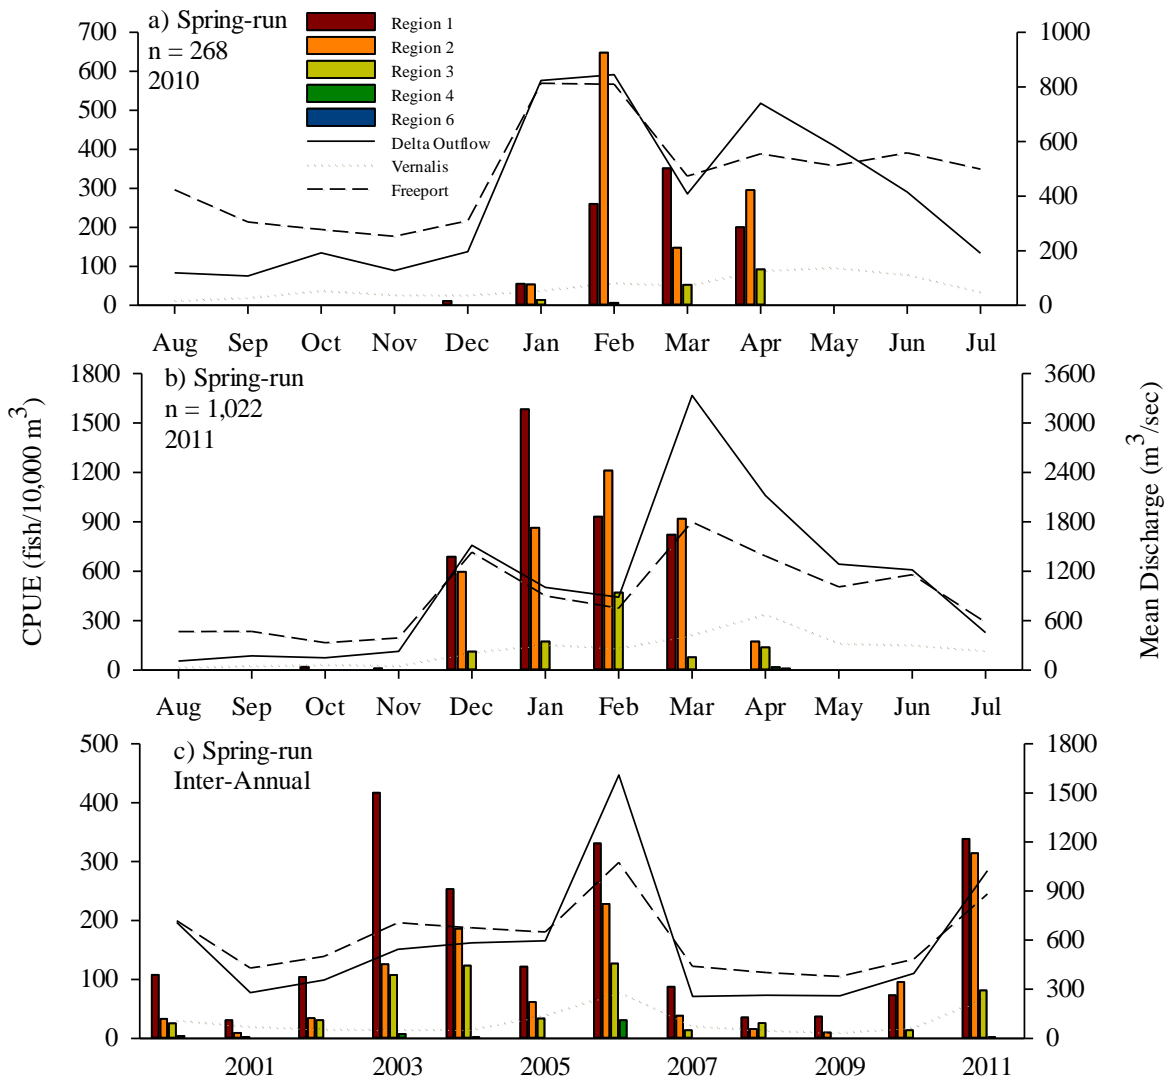 a) Spring-run
n = 268
2010
Region 1
Region 2
Region 3
Region 4
Region 6
Delta Outflow
Vernalis
Freeport
700
600
500
400
300
200
100
0
1000
800
600
400
200
0
Aug Sep Oct Nov Dec Jan Feb Mar Apr May Jun Jul
b) Spring-run
n = 1,022
2011
1800
1500
1200
900
600
300
0
3600
3000
2400
1800
1200
600
0
CPUE (fish/10,000 m³)
Mean Discharge (m³/sec)
Aug Sep Oct Nov Dec Jan Feb Mar Apr May Jun Jul
c) Spring-run
Inter-Annual
500
400
300
200
100
0
1800
1500
1200
900
600
300
0
2001 2003 2005 2007 2009 2011